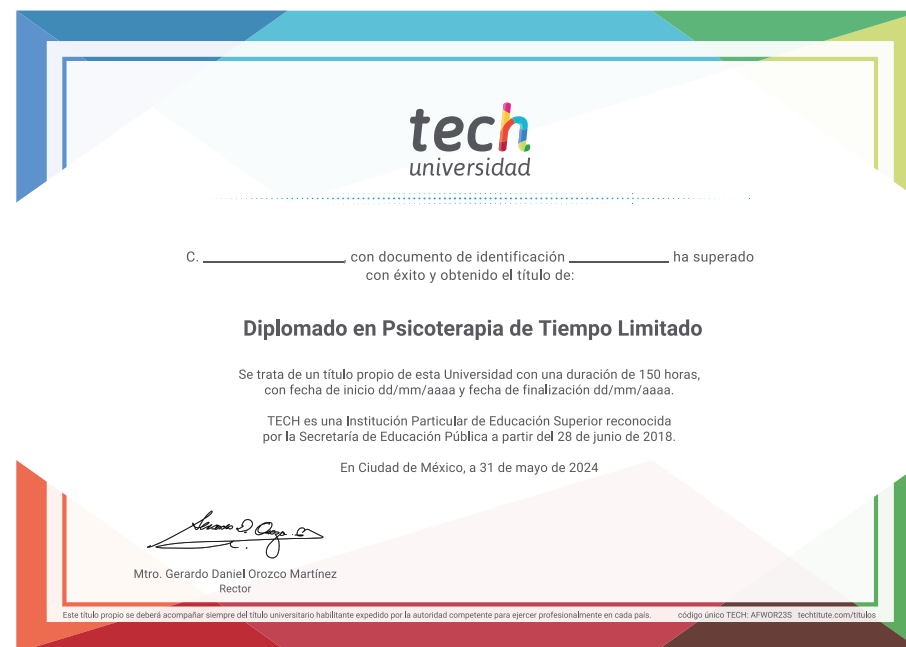 tech
universidad
C. ____________, con documento de identificación ____________ ha superado
con éxito y obtenido el título de:
Diplomado en Psicoterapia de Tiempo Limitado
Se trata de un título propio de esta Universidad con una duración de 150 horas,
con fecha de inicio dd/mm/aaaa y fecha de finalización dd/mm/aaaa.
TECH es una Institución Particular de Educación Superior reconocida
por la Secretaría de Educación Pública a partir del 28 de junio de 2018.
En Ciudad de México, a 31 de mayo de 2024
Mtro. Gerardo Daniel Orozco Martínez
Rector
Este título propio se deberá acompañar siempre del título universitario habilitante expedido por la autoridad competente para ejercer profesionalmente en cada país. código único TECH: AFWOR23S techtitute.com/titulos